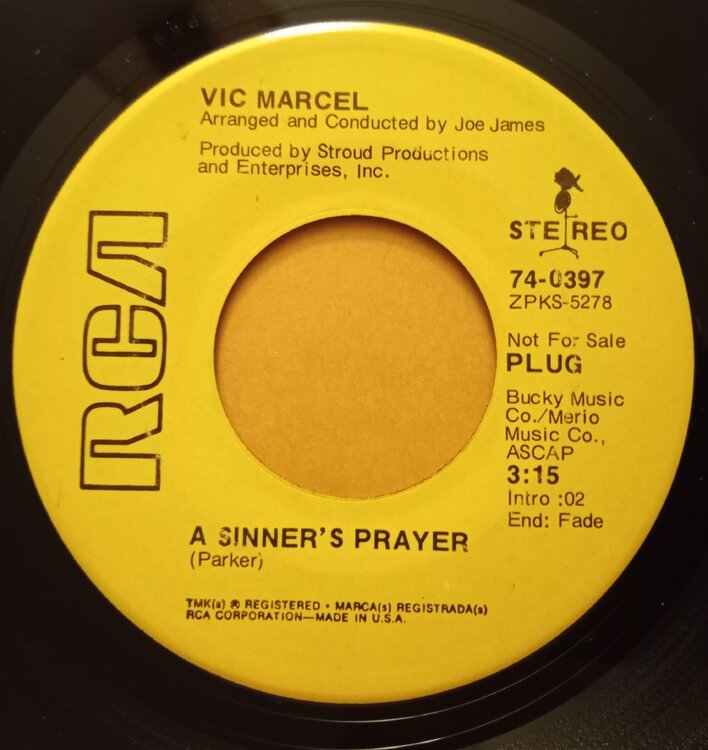 VIC MARCEL
Arranged and Conducted by Joe James
Produced by Stroud Productions
and Enterprises, Inc.
RCA
STEREO
74-0397
ZPKS-5278
Not For Sale
PLUG
Bucky Music
Co./Merio
Music Co.,
ASCAP
3:15
Intro :02
End: Fade
A SINNER'S PRAYER
(Parker)
TMK(s) ® REGISTERED • MARCA(s) REGISTRADA(s)
RCA CORPORATION—MADE IN U.S.A.